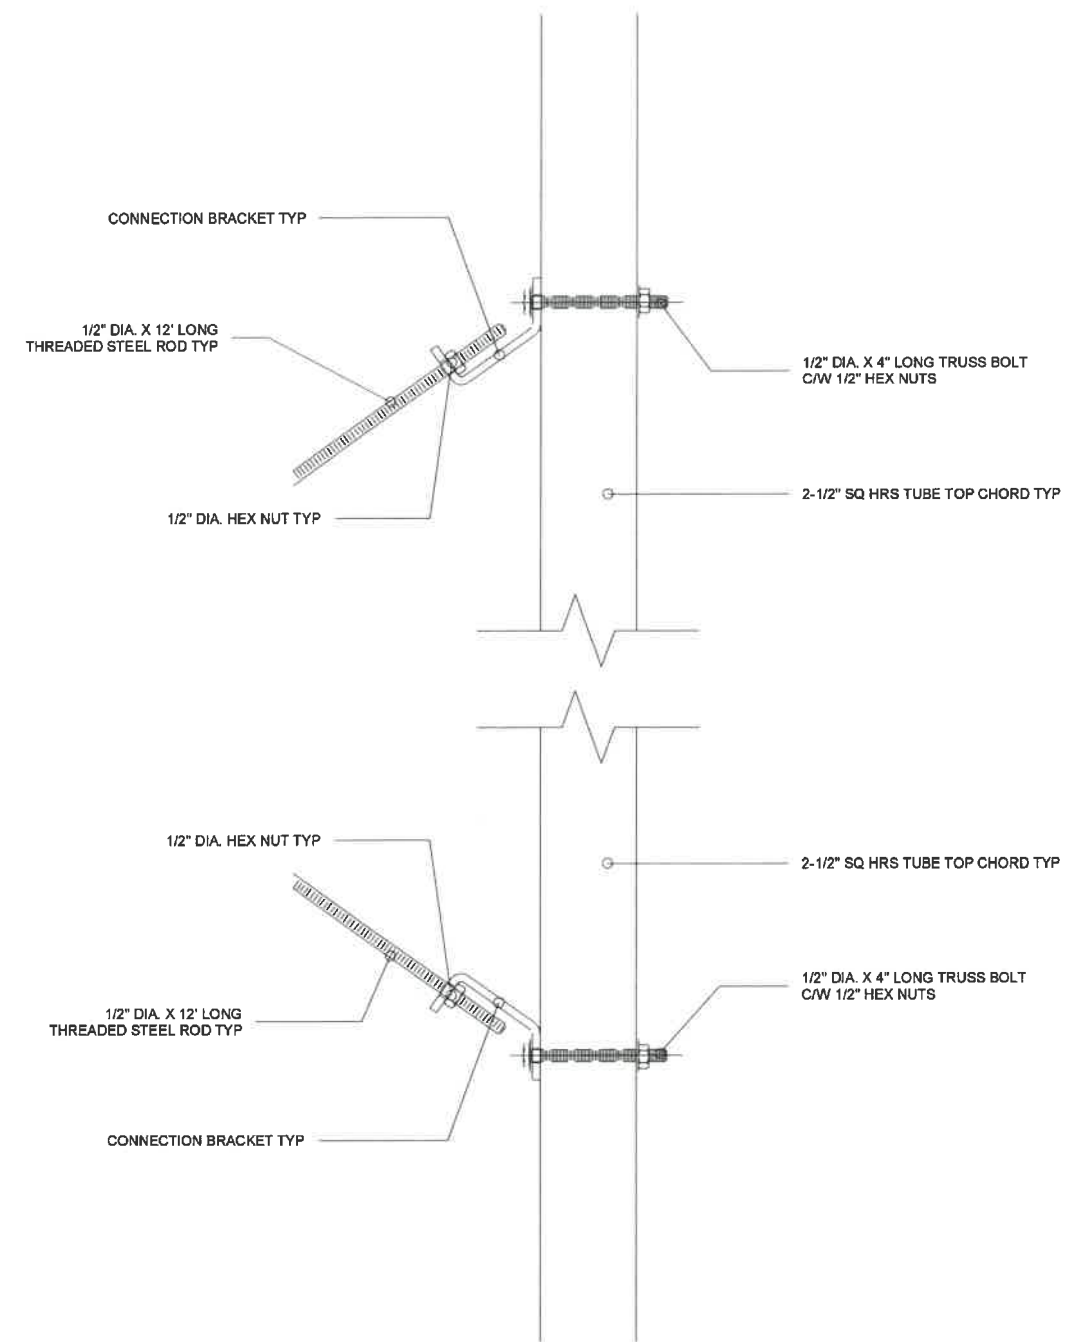 CONNECTION BRACKET TYP
1/2" DIA. X 12' LONG
THREADED STEEL ROD TYP
1/2" DIA. X 4" LONG TRUSS BOLT
C/W 1/2" HEX NUTS
2-1/2" SQ HRS TUBE TOP CHORD TYP
1/2" DIA. HEX NUT TYP
1/2" DIA. HEX NUT TYP
2-1/2" SQ HRS TUBE TOP CHORD TYP
1/2" DIA. X 4" LONG TRUSS BOLT
C/W 1/2" HEX NUTS
1/2" DIA. X 12' LONG
THREADED STEEL ROD TYP
CONNECTION BRACKET TYP